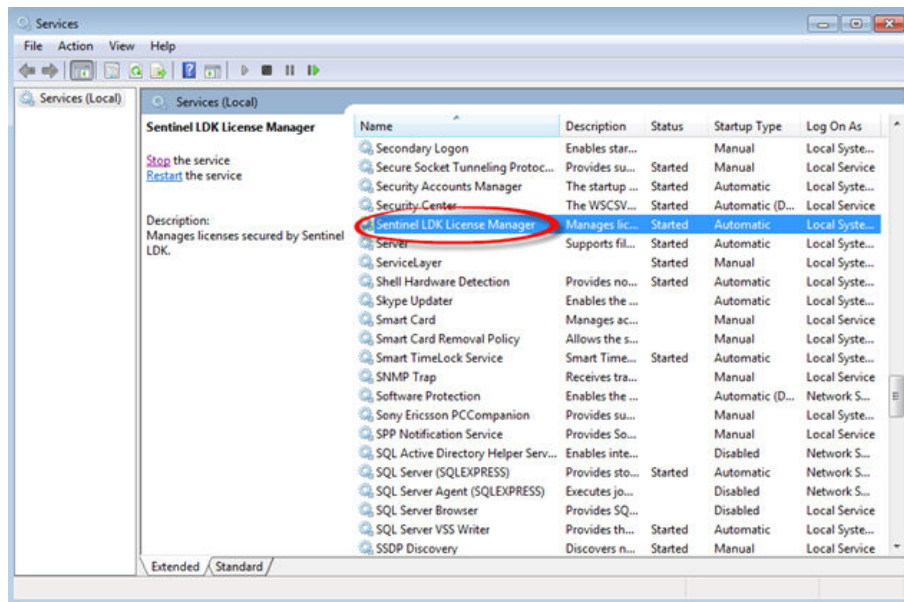 Services
File Action View Help
Services (Local)
Services (Local)
Sentinel LDK License Manager
Stop the service
Restart the service
Description:
Manages licenses secured by Sentinel
LDK.
Name Description Status Startup Type Log On As
Secondary Logon Enables star... Manual Local Syste...
Secure Socket Tunneling Protoc... Provides su... Started Manual Local Service
Security Accounts Manager The startup ... Started Automatic Local Syste...
Security Center The WSCSV... Started Automatic (D... Local Service
Sentinel LDK License Manager Manages lic... Started Automatic Local Syste...
Server Supports fil... Started Automatic Local Syste...
ServiceLayer Started Manual Local Syste...
Shell Hardware Detection Provides no... Started Automatic Local Syste...
Skype Updater Enables the ... Automatic Local Syste...
Smart Card Manages ac... Manual Local Service
Smart Card Removal Policy Allows the s... Manual Local Syste...
Smart TimeLock Service Smart Time... Started Automatic Local Syste...
SNMP Trap Receives tra... Manual Local Service
Software Protection Enables the ... Automatic (D... Network S...
Sony Ericsson PCCompanion Provides su... Manual Local Syste...
SPP Notification Service Provides So... Manual Local Service
SQL Active Directory Helper Serv... Enables inte... Disabled Network S...
SQL Server (SQLEXPRESS) Provides sto... Started Automatic Network S...
SQL Server Agent (SQLEXPRESS) Executes jo... Disabled Network S...
SQL Server Browser Provides SQ... Disabled Local Service
SQL Server VSS Writer Provides th... Started Automatic Local Syste...
SSDP Discovery Discovers n... Started Manual Local Service
Extended Standard